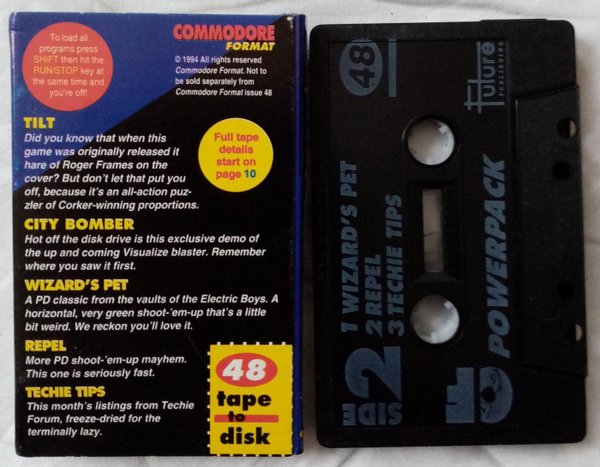 To load all
programs press
SHIFT then hit the
RUN/STOP key at
the same time and
you're off!
COMMODORE
FORMAT
© 1994 All rights reserved
Commodore Format. Not to
be sold separately from
Commodore Format issue 48
TILT
Did you know that when this
game was originally released it
hare of Roger Frames on the
cover? But don't let that put you
off, because it's an all-action puz-
zler of Corker-winning proportions.
Full tape
details
start on
page 10
CITY BOMBER
Hot off the disk drive is this exclusive demo of
the up and coming Visualize blaster. Remember
where you saw it first.
WIZARD'S PET
A PD classic from the vaults of the Electric Boys. A
horizontal, very green shoot-'em-up that's a little
bit weird. We reckon you'll love it.
REPEL
More PD shoot-'em-up mayhem.
This one is seriously fast.
TECHIE TIPS
This month's listings from Techie
Forum, freeze-dried for the
terminally lazy.
48
tape
to
disk
SIDE 2
1 WIZARD'S PET
2 REPEL
3 TECHIE TIPS
48
Future
PUBLISHING
CF
POWERPACK